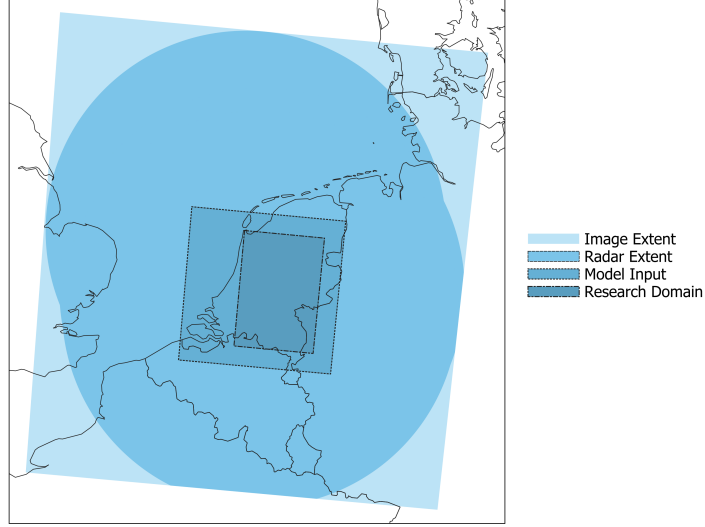 Image Extent
Radar Extent
Model Input
Research Domain